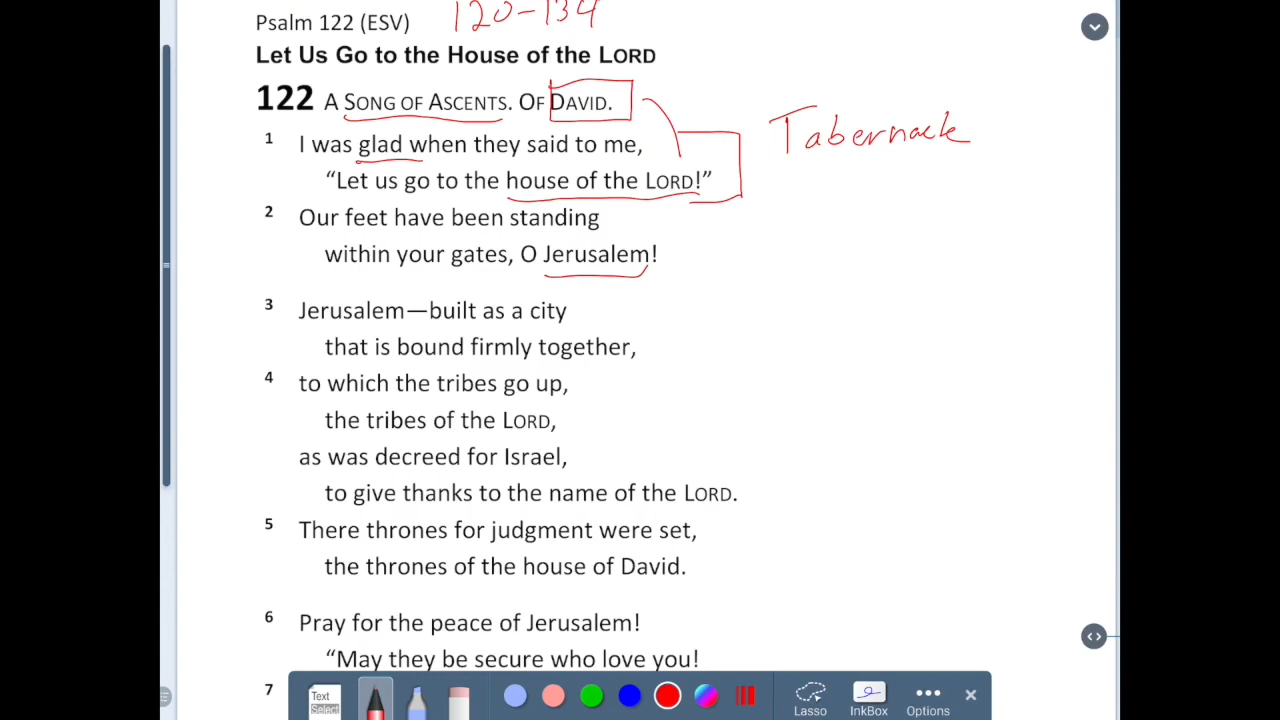 Psalm 122 (ESV) 120-134
Let Us Go to the House of the LORD
122 A SONG OF ASCENTS. OF DAVID.
Tabernacle
1 I was glad when they said to me,
“Let us go to the house of the LORD!”
2 Our feet have been standing
within your gates, O Jerusalem!
3 Jerusalem—built as a city
that is bound firmly together,
4 to which the tribes go up,
the tribes of the LORD,
as was decreed for Israel,
to give thanks to the name of the LORD.
5 There thrones for judgment were set,
the thrones of the house of David.
6 Pray for the peace of Jerusalem!
“May they be secure who love you!
7
Text
Select
Lasso
InkBox
Options